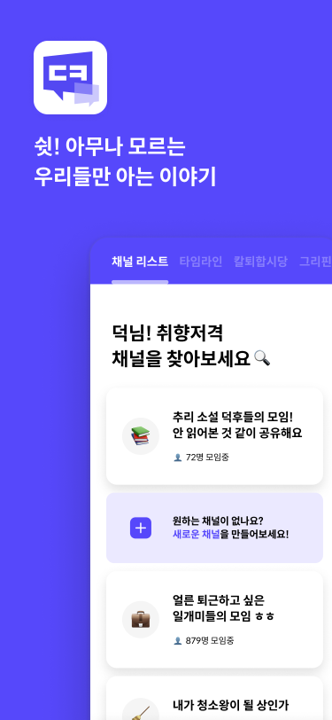 ㄷㅋ
쉿! 아무나 모르는
우리들만 아는 이야기
채널 리스트 타임라인 칼퇴합시당 그리핀
덕님! 취향저격
채널을 찾아보세요
추리 소설 덕후들의 모임!
안 읽어본 것 같이 공유해요
72명 모임중
원하는 채널이 없나요?
새로운 채널을 만들어보세요!
얼른 퇴근하고 싶은
일개미들의 모임 ㅎㅎ
879명 모임중
내가 청소왕이 될 상인가